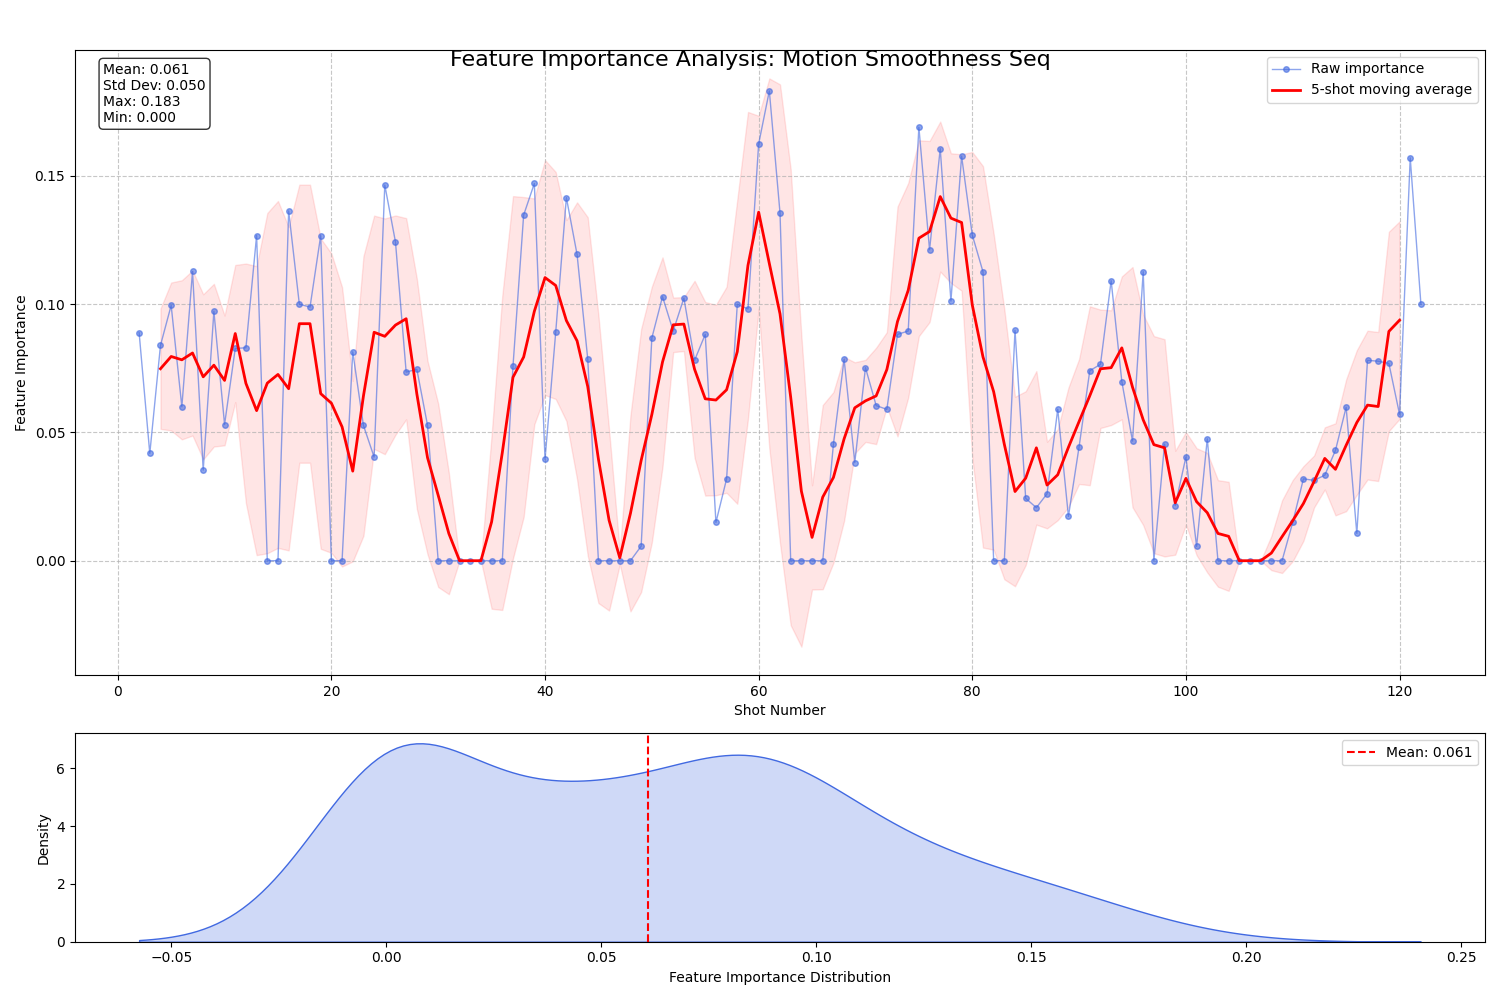 Feature Importance Analysis: Motion Smoothness Seq
Mean: 0.061
Std Dev: 0.050
Max: 0.183
Min: 0.000
Raw importance
5-shot moving average
Feature Importance
0.15
0.10
0.05
0.00
0 20 40 60 80 100 120
Shot Number
Mean: 0.061
Density
6
4
2
0
−0.05 0.00 0.05 0.10 0.15 0.20 0.25
Feature Importance Distribution